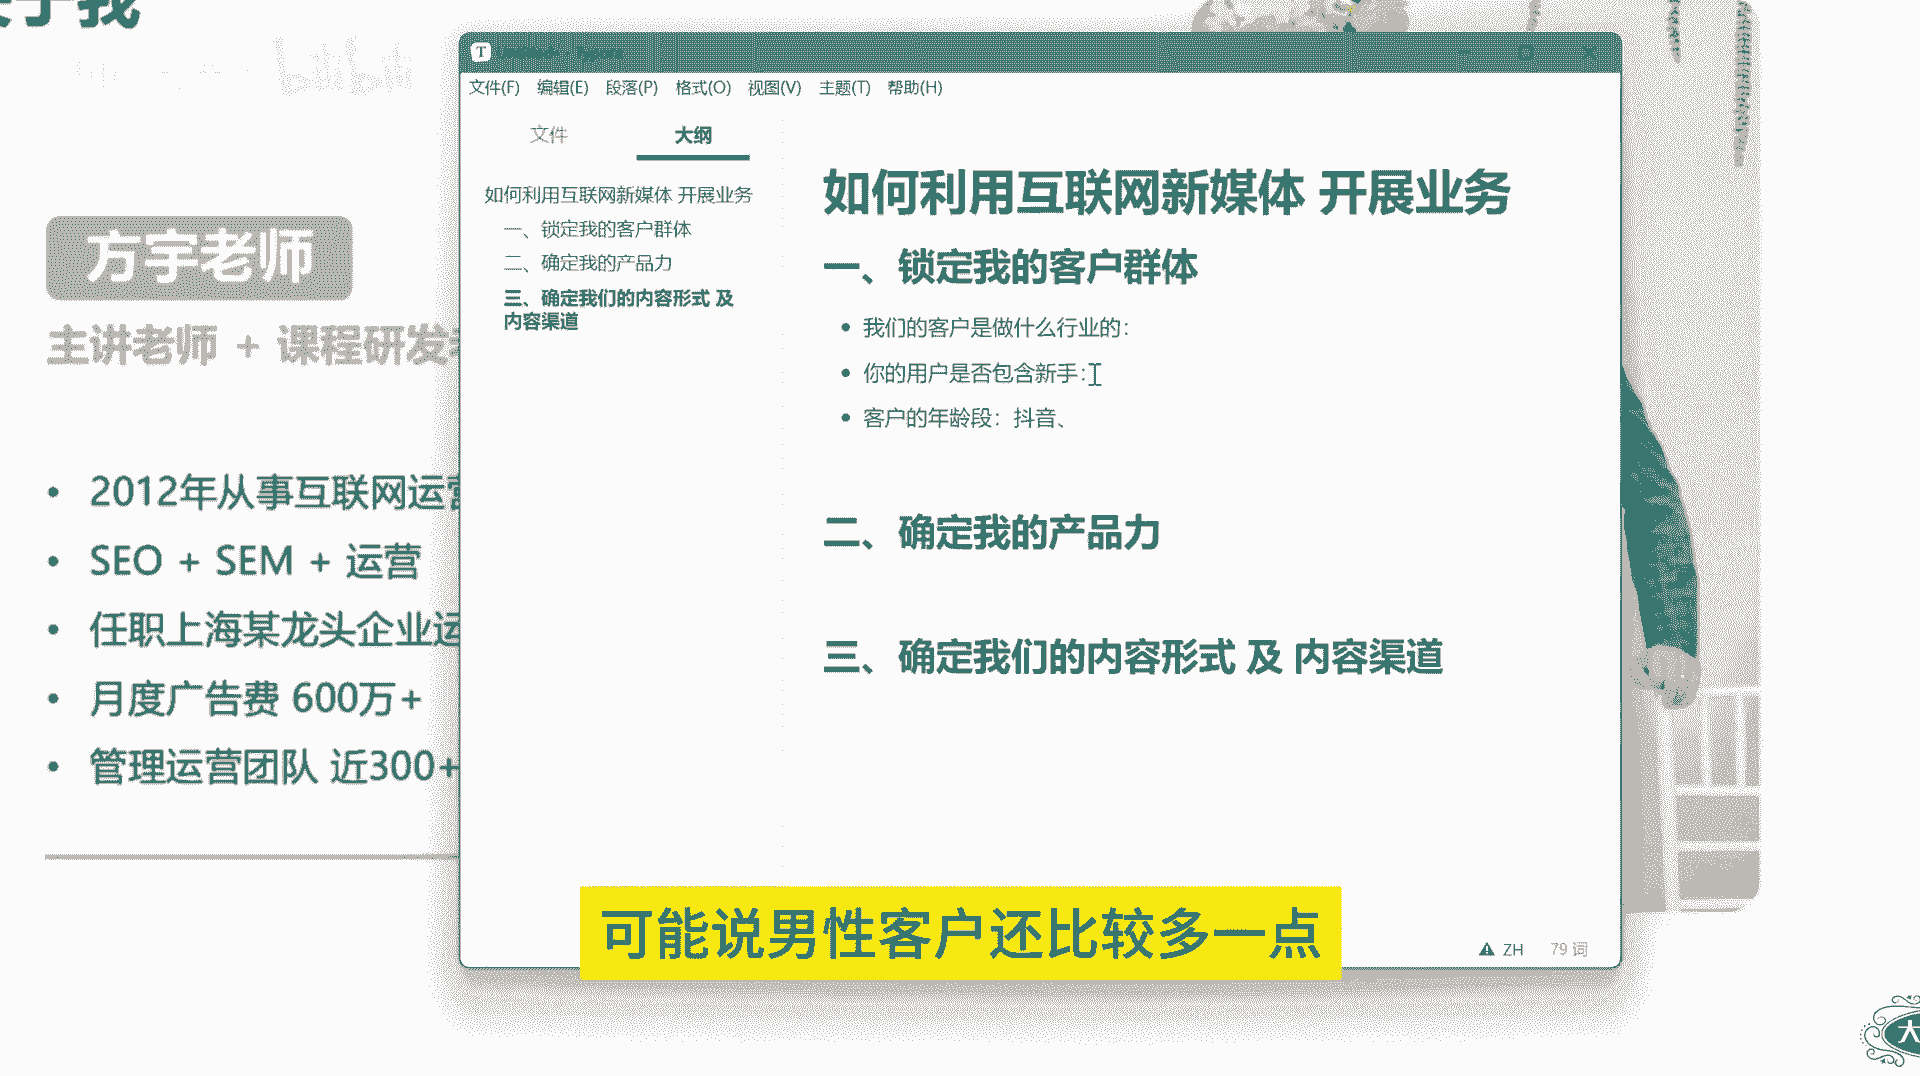 于我
bilibili
方宇老师
主讲老师 + 课程研发
2012年从事互联网运营
SEO + SEM + 运营
任职上海某龙头企业运
月度广告费 600万+
管理运营团队 近300+
T
文件(F) 编辑(E) 段落(P) 格式(O) 视图(V) 主题(T) 帮助(H)
文件 大纲
如何利用互联网新媒体 开展业务
一、锁定我的客户群体
二、确定我的产品力
三、确定我们的内容形式 及
内容渠道
如何利用互联网新媒体 开展业务
一、锁定我的客户群体
我们的客户是做什么行业的：
你的用户是否包含新手：
客户的年龄段：抖音、
二、确定我的产品力
三、确定我们的内容形式 及 内容渠道
ZH 79 词
可能说男性客户还比较多一点
大